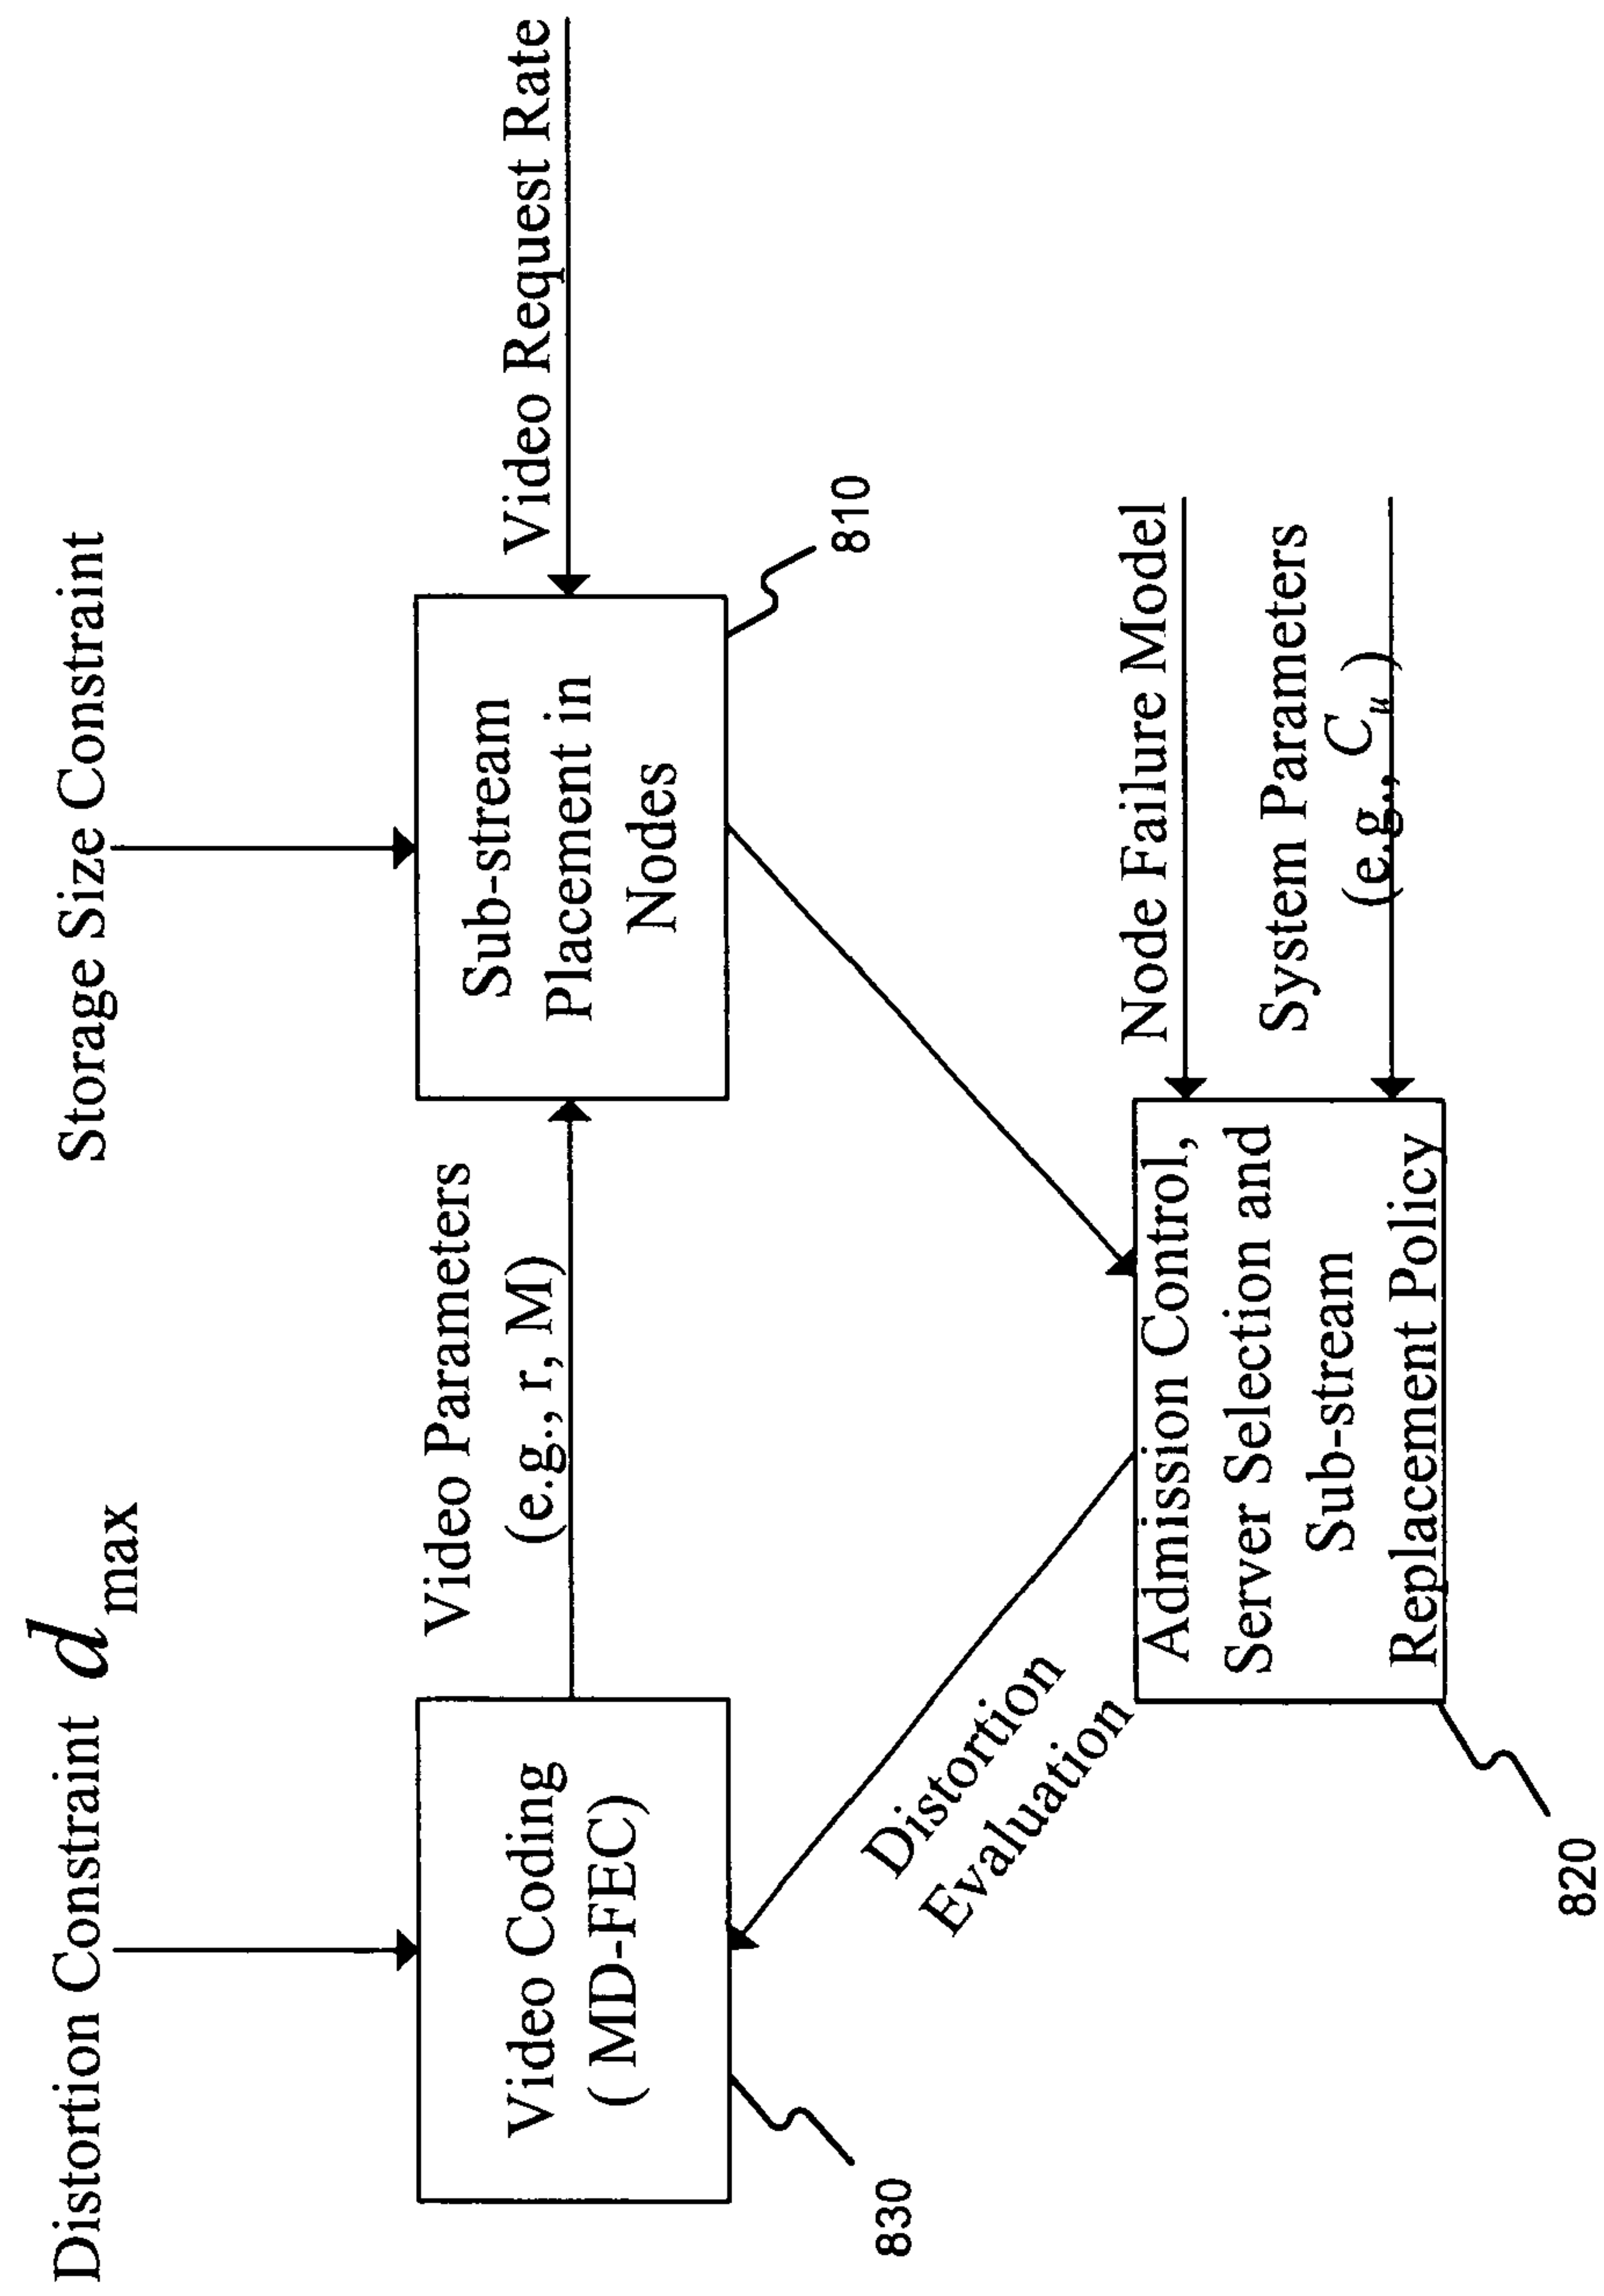 Distortion Constraint d max
Storage Size Constraint
Video Parameters
(e.g., r, M)
Video Request Rate
Video Coding
( MD-FEC)
Sub-stream
Placement in
Nodes
830
810
Distortion
Evaluation
Node Failure Model
System Parameters
(e.g., C u )
Admission Control,
Server Selection and
Sub-stream
Replacement Policy
820